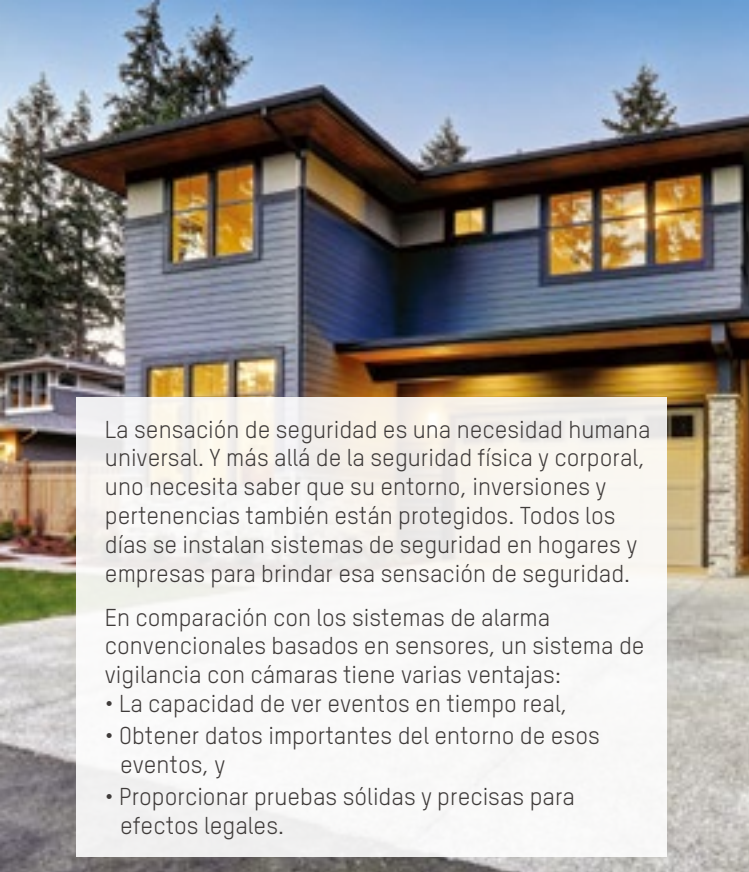 La sensación de seguridad es una necesidad humana
universal. Y más allá de la seguridad física y corporal,
uno necesita saber que su entorno, inversiones y
pertenencias también están protegidos. Todos los
días se instalan sistemas de seguridad en hogares y
empresas para brindar esa sensación de seguridad.
En comparación con los sistemas de alarma
convencionales basados en sensores, un sistema de
vigilancia con cámaras tiene varias ventajas:
• La capacidad de ver eventos en tiempo real,
• Obtener datos importantes del entorno de esos
eventos, y
• Proporcionar pruebas sólidas y precisas para
efectos legales.